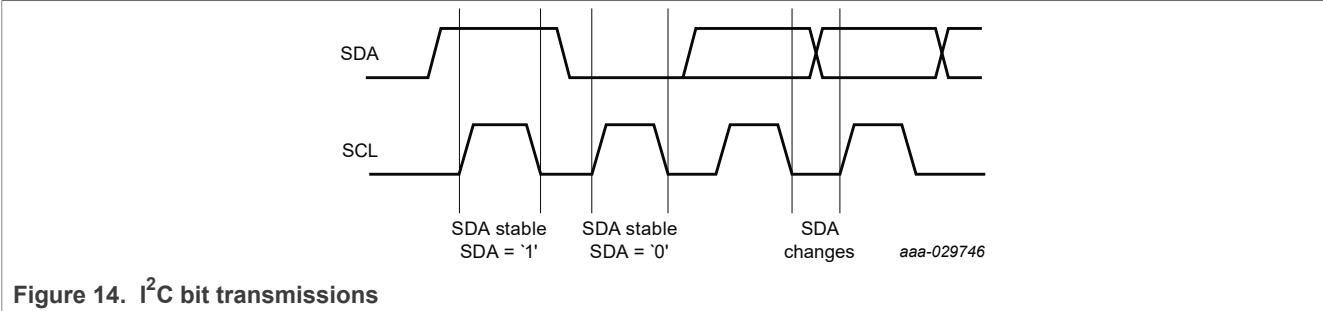 SDA
SCL
SDA stable
SDA = `1'
SDA stable
SDA = `0'
SDA
changes
aaa-029746
Figure 14. I²C bit transmissions